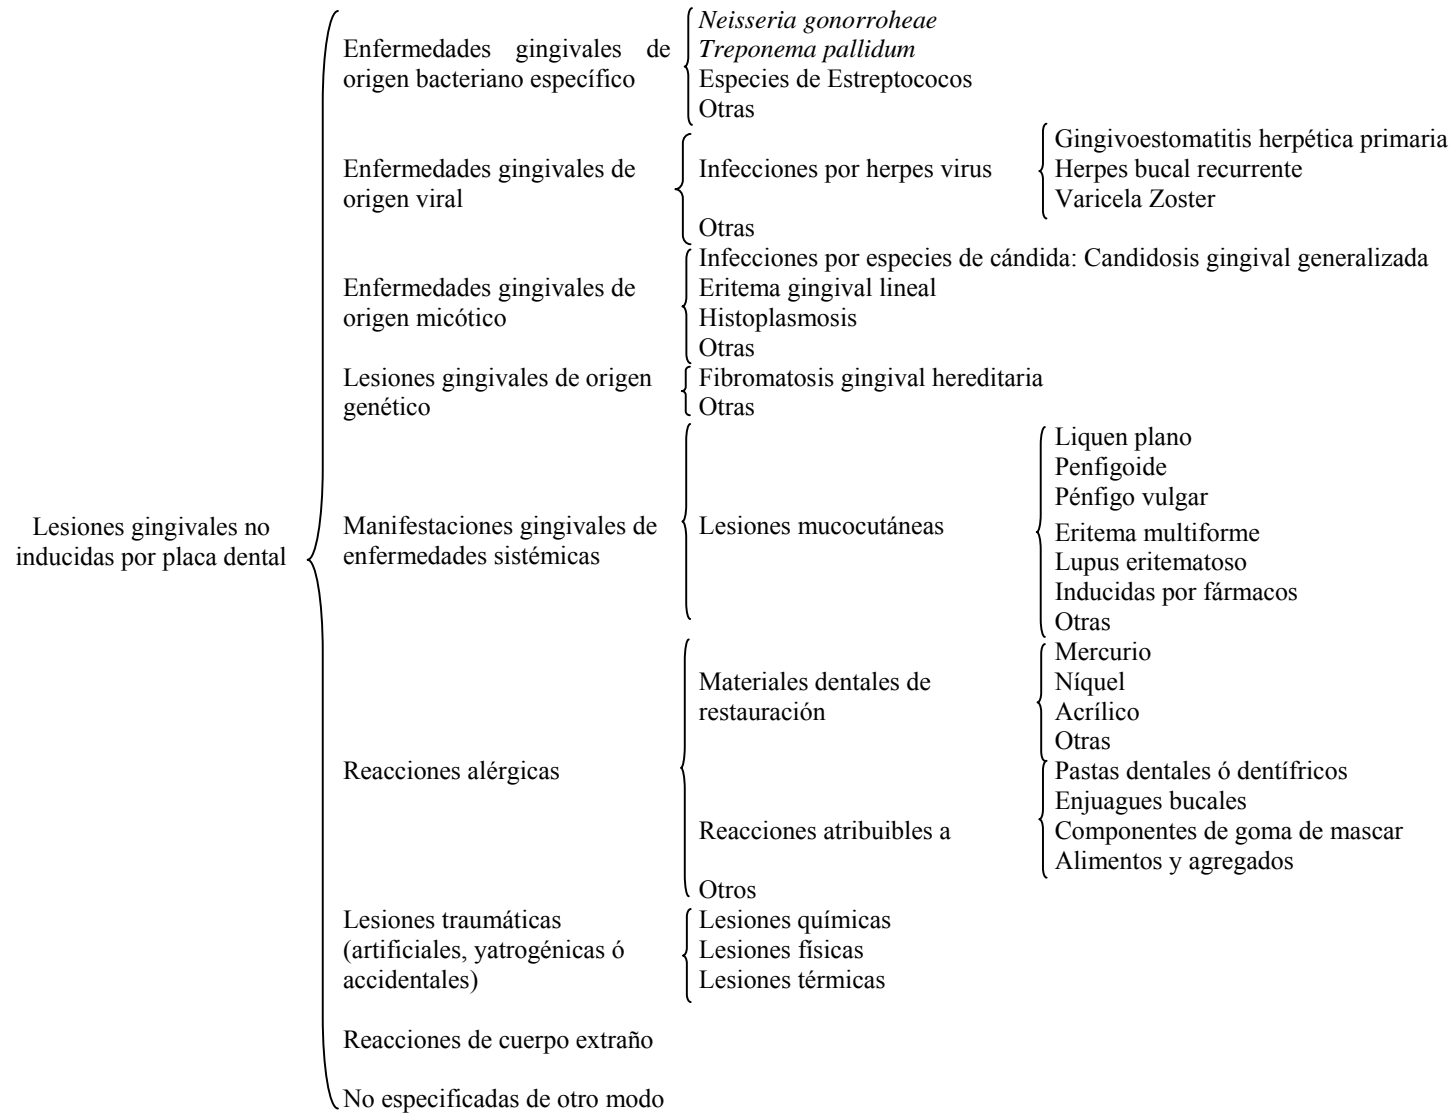 Lesiones gingivales no
inducidas por placa dental
Enfermedades gingivales de
origen bacteriano específico
Neisseria gonorroheae
Treponema pallidum
Especies de Estreptococos
Otras
Enfermedades gingivales de
origen viral
Infecciones por herpes virus
Gingivoestomatitis herpética primaria
Herpes bucal recurrente
Varicela Zoster
Otras
Enfermedades gingivales de
origen micótico
Infecciones por especies de cándida: Candidosis gingival generalizada
Eritema gingival lineal
Histoplasmosis
Otras
Lesiones gingivales de origen
genético
Fibromatosis gingival hereditaria
Otras
Manifestaciones gingivales de
enfermedades sistémicas
Lesiones mucocutáneas
Liquen plano
Penfigoide
Pénfigo vulgar
Eritema multiforme
Lupus eritematoso
Inducidas por fármacos
Otras
Reacciones alérgicas
Materiales dentales de
restauración
Mercurio
Níquel
Acrílico
Otras
Reacciones atribuibles a
Pastas dentales ó dentífricos
Enjuagues bucales
Componentes de goma de mascar
Alimentos y agregados
Otros
Lesiones traumáticas
(artificiales, yatrogénicas ó
accidentales)
Lesiones químicas
Lesiones físicas
Lesiones térmicas
Reacciones de cuerpo extraño
No especificadas de otro modo